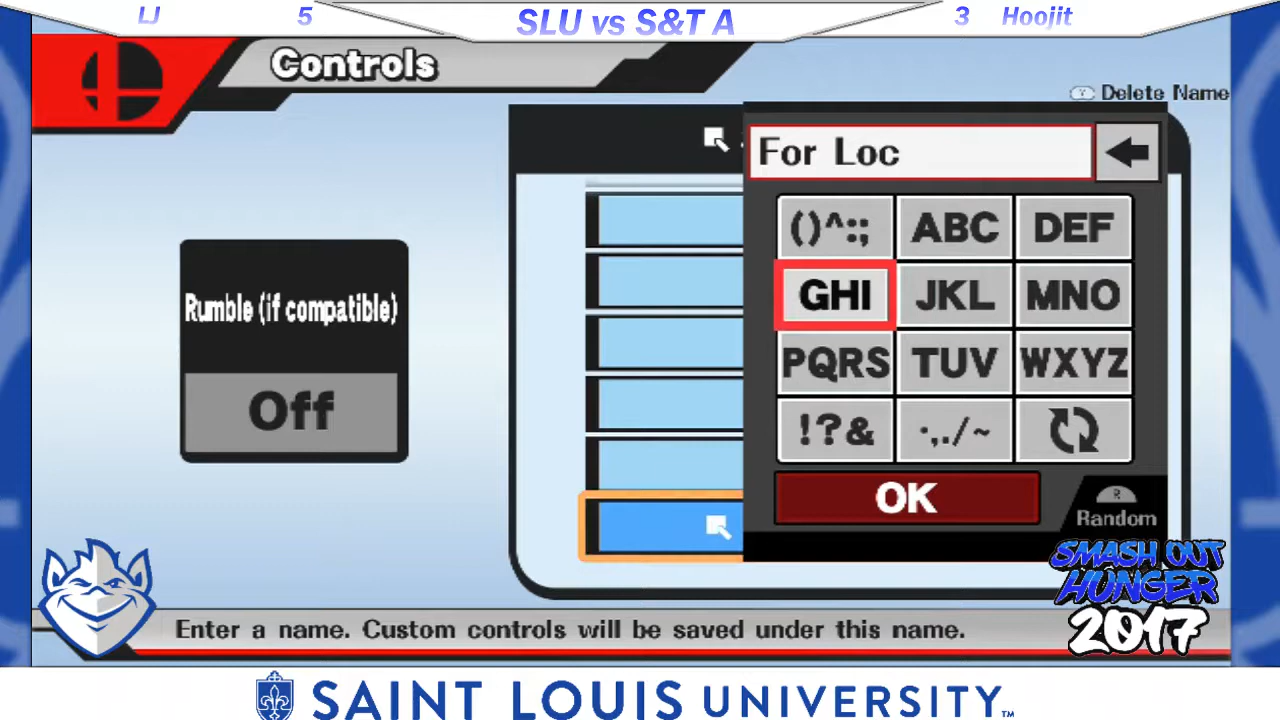 LJ 5 SLU vs S&T A 3 Hoojit
Controls
Delete Name
For Loc
()^:; ABC DEF
GHI JKL MNO
PQRS TUV WXYZ
!?& ·,./~
OK
R
Random
Rumble (if compatible)
Off
SMASH OUT
HUNGER
2017
Enter a name. Custom controls will be saved under this name.
SAINT LOUIS UNIVERSITY™